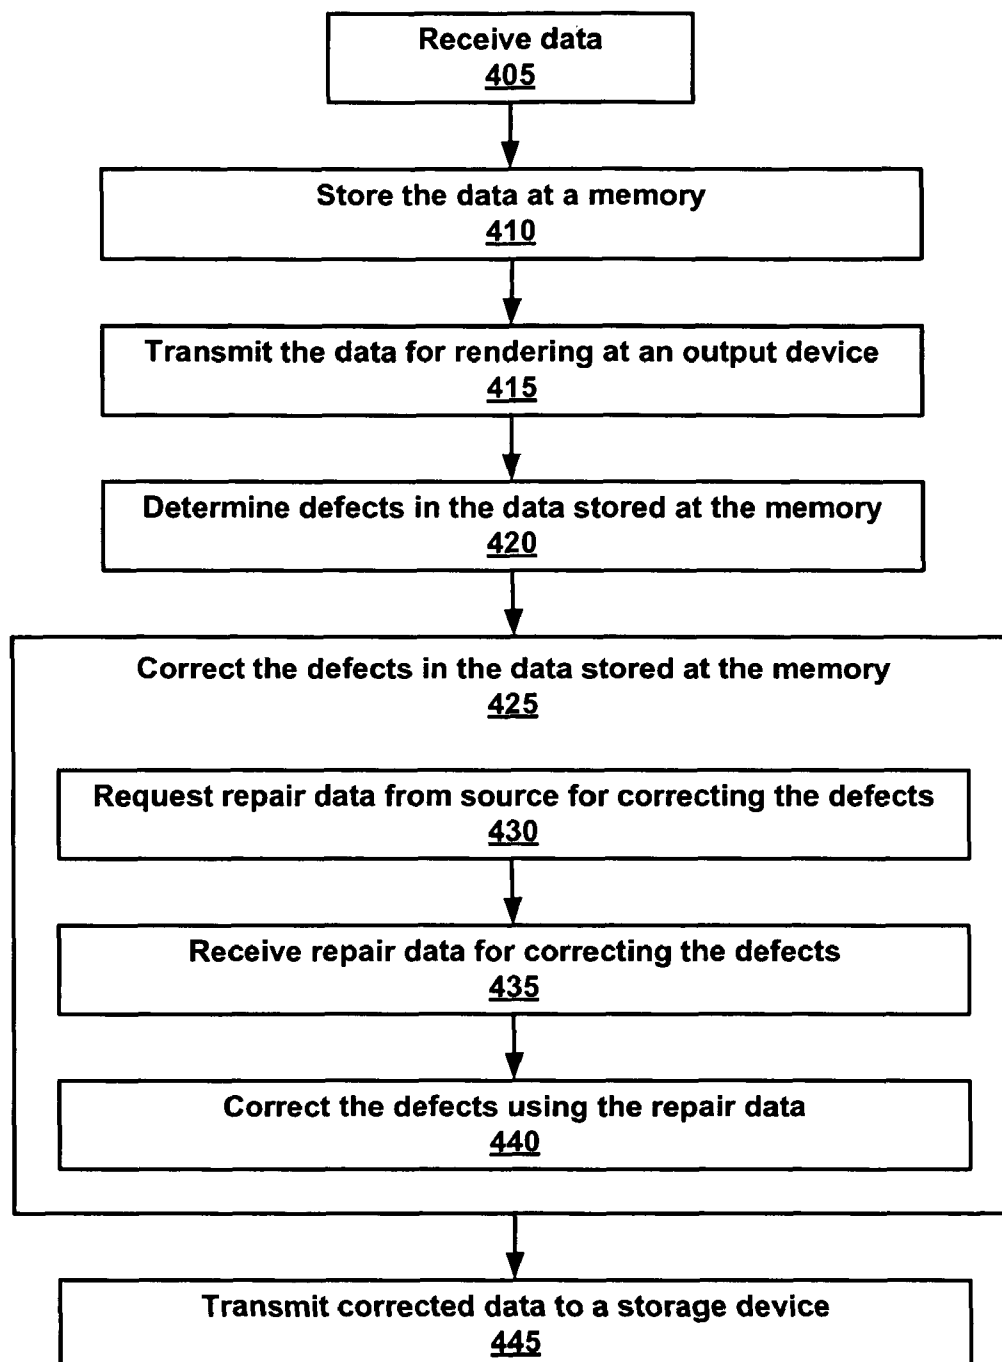 Receive data
405
Store the data at a memory
410
Transmit the data for rendering at an output device
415
Determine defects in the data stored at the memory
420
Correct the defects in the data stored at the memory
425
Request repair data from source for correcting the defects
430
Receive repair data for correcting the defects
435
Correct the defects using the repair data
440
Transmit corrected data to a storage device
445